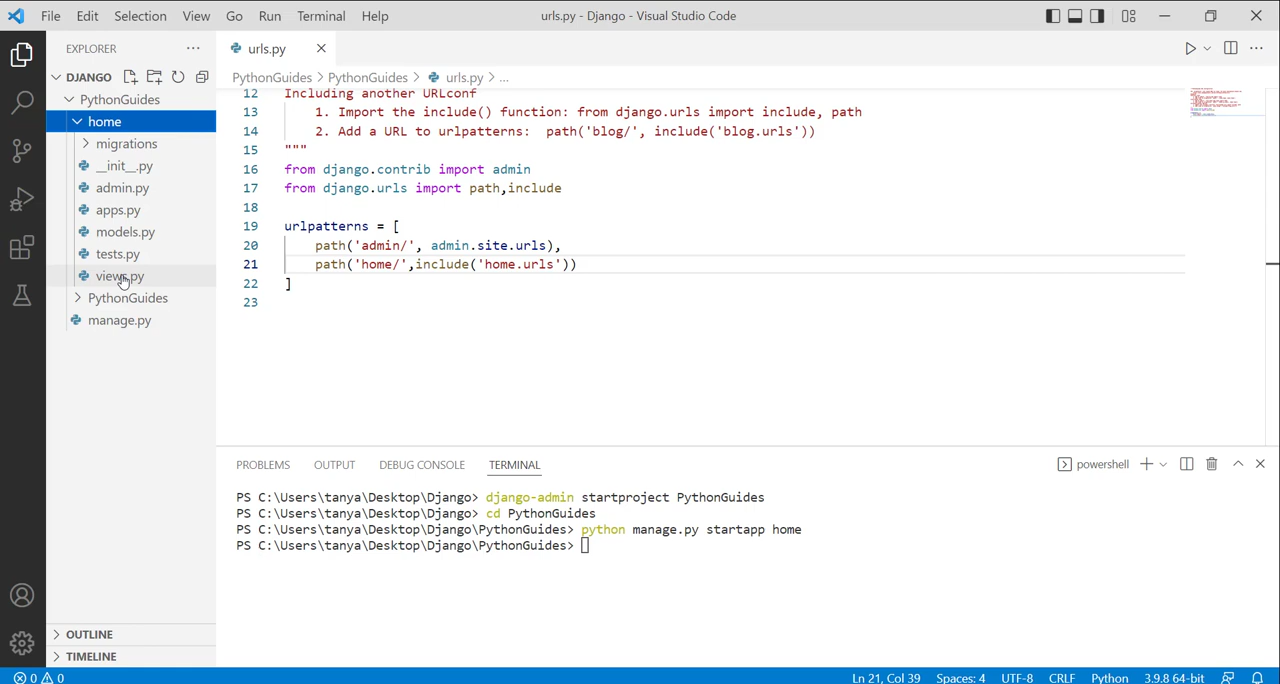 File Edit Selection View Go Run Terminal Help
urls.py - Django - Visual Studio Code
EXPLORER
DJANGO
PythonGuides
home
migrations
__init__.py
admin.py
apps.py
models.py
tests.py
views.py
PythonGuides
manage.py
OUTLINE
TIMELINE
urls.py
PythonGuides > PythonGuides > urls.py > ...
12 Including another URLconf
13 1. Import the include() function: from django.urls import include, path
14 2. Add a URL to urlpatterns: path('blog/', include('blog.urls'))
15 """
16 from django.contrib import admin
17 from django.urls import path,include
18
19 urlpatterns = [
20 path('admin/', admin.site.urls),
21 path('home/',include('home.urls'))
22 ]
23
PROBLEMS OUTPUT DEBUG CONSOLE TERMINAL
powershell
PS C:\Users\tanya\Desktop\Django> django-admin startproject PythonGuides
PS C:\Users\tanya\Desktop\Django> cd PythonGuides
PS C:\Users\tanya\Desktop\Django\PythonGuides> python manage.py startapp home
PS C:\Users\tanya\Desktop\Django\PythonGuides>
0 0 Ln 21, Col 39 Spaces: 4 UTF-8 CRLF Python 3.9.8 64-bit